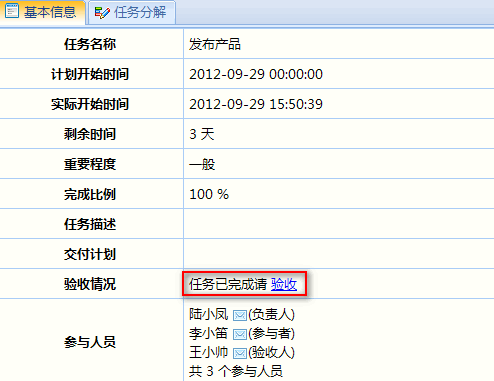 基本信息 任务分解
任务名称 发布产品
计划开始时间 2012-09-29 00:00:00
实际开始时间 2012-09-29 15:50:39
剩余时间 3 天
重要程度 一般
完成比例 100 %
任务描述
交付计划
验收情况 任务已完成请 验收
参与人员
陆小凤 (负责人)
李小笛 (参与者)
王小帅 (验收人)
共 3 个参与人员